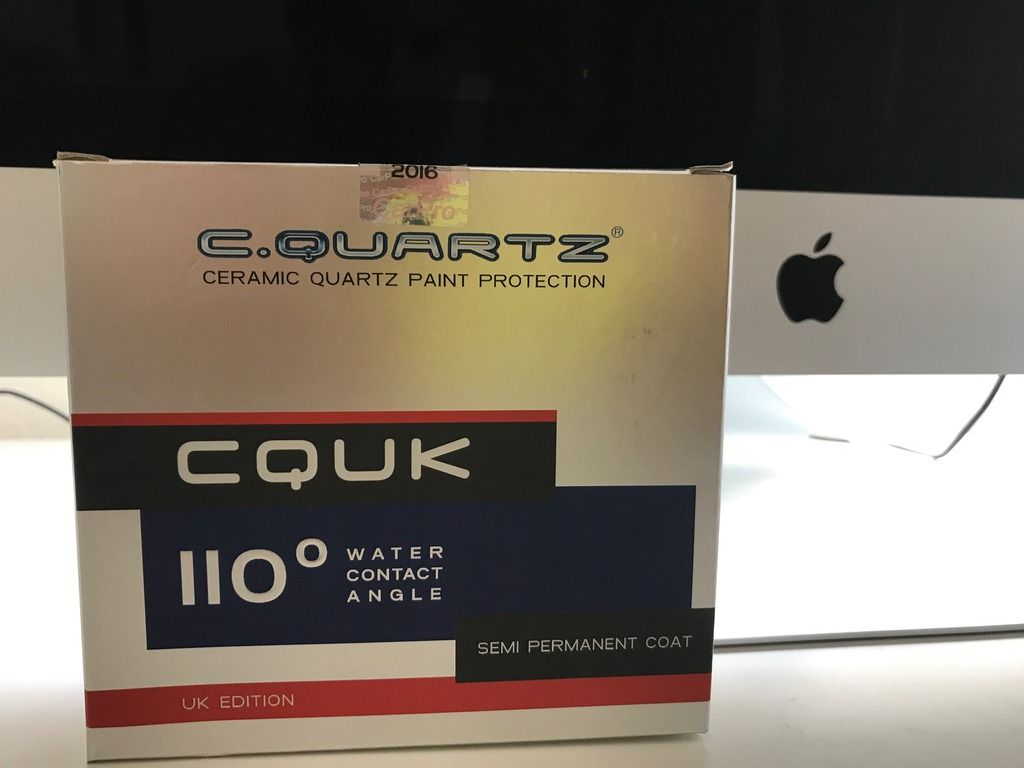 2016
C.QUARTZ®
CERAMIC QUARTZ PAINT PROTECTION
CQUK
110°
WATER
CONTACT
ANGLE
SEMI PERMANENT COAT
UK EDITION